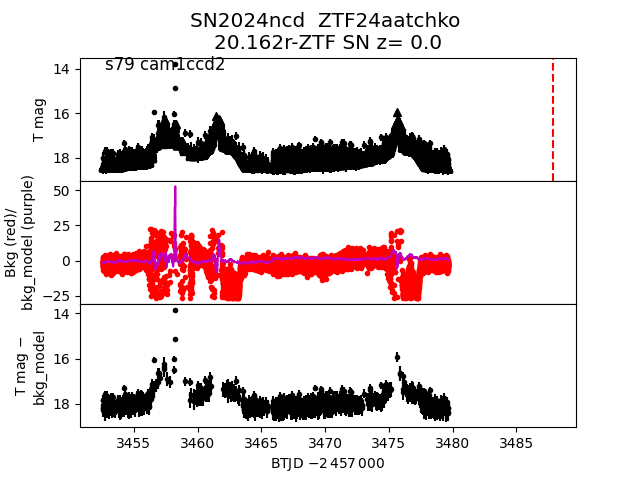 SN2024ncd ZTF24aatchko
20.162r-ZTF SN z= 0.0
s79 cam1ccd2
14
16
18
T mag
50
25
0
−25
Bkg (red)/
bkg_model (purple)
14
16
18
T mag −
bkg_model
3455 3460 3465 3470 3475 3480 3485
BTJD −2 457 000